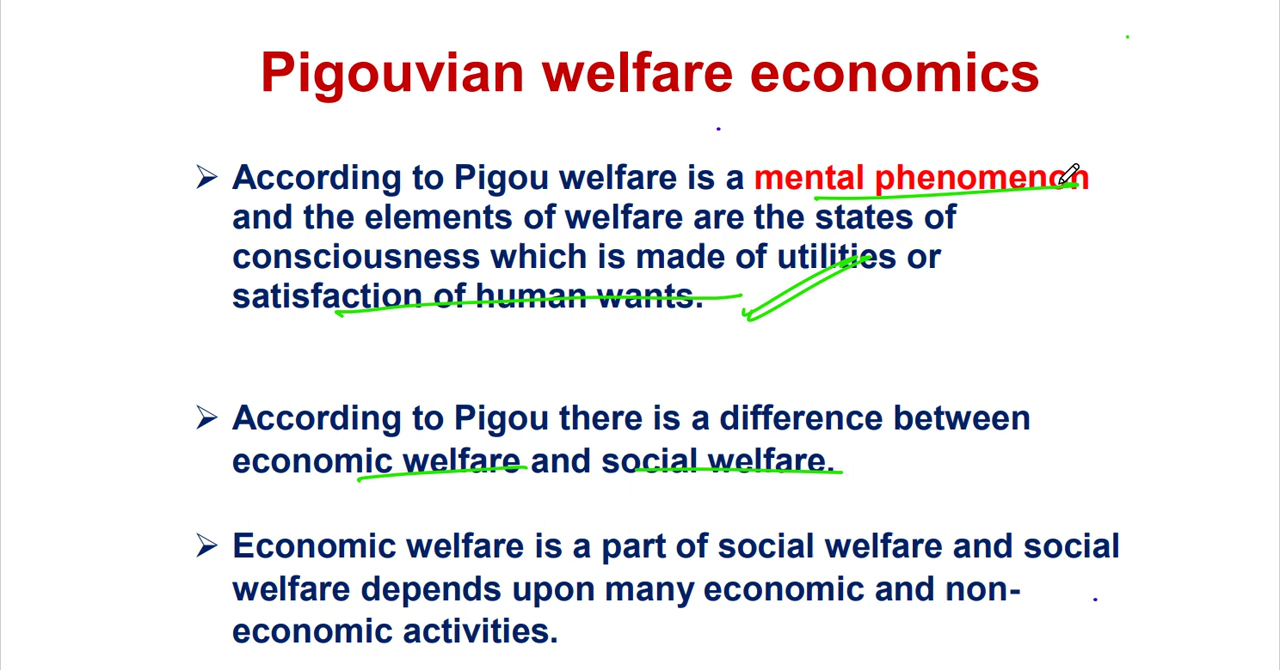 Pigouvian welfare economics
➢ According to Pigou welfare is a mental phenomenon
and the elements of welfare are the states of
consciousness which is made of utilities or
satisfaction of human wants.
➢ According to Pigou there is a difference between
economic welfare and social welfare.
➢ Economic welfare is a part of social welfare and social
welfare depends upon many economic and non-
economic activities.